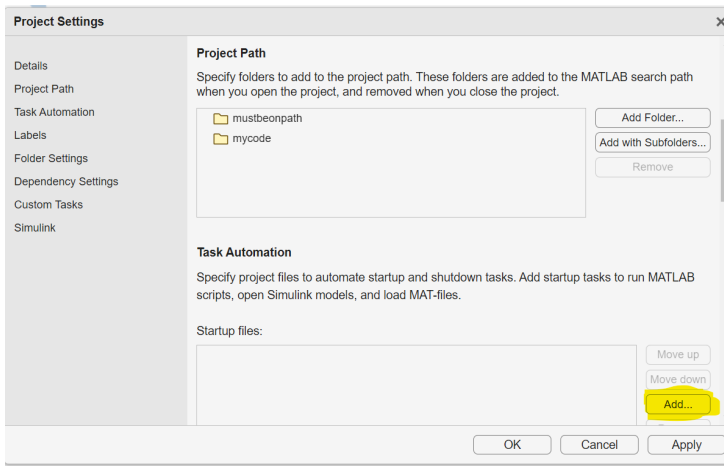 Project Settings
Details
Project Path
Task Automation
Labels
Folder Settings
Dependency Settings
Custom Tasks
Simulink
Project Path
Specify folders to add to the project path. These folders are added to the MATLAB search path
when you open the project, and removed when you close the project.
mustbeonpath
mycode
Add Folder...
Add with Subfolders...
Remove
Task Automation
Specify project files to automate startup and shutdown tasks. Add startup tasks to run MATLAB
scripts, open Simulink models, and load MAT-files.
Startup files:
Move up
Move down
Add...
OK
Cancel
Apply